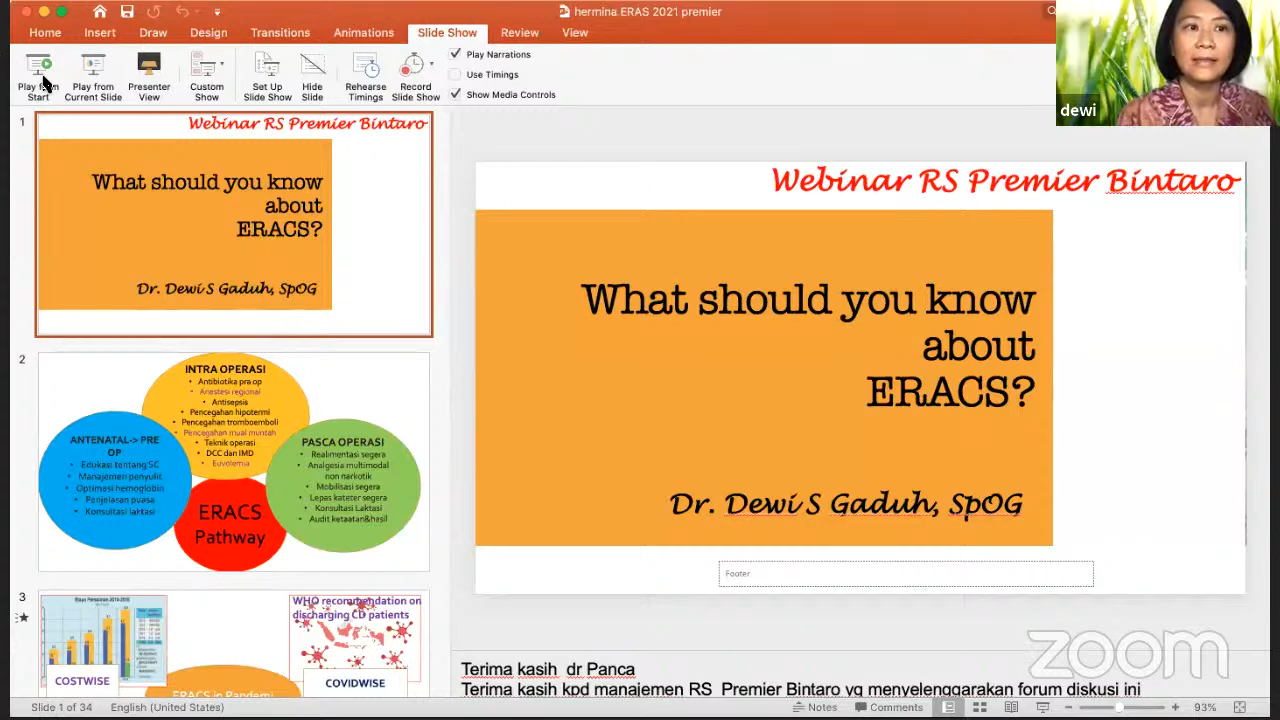 hermina ERAS 2021 premier
Home Insert Draw Design Transitions Animations Slide Show Review View
Play from Start
Play from Current Slide
Presenter View
Custom Show
Set Up Slide Show
Hide Slide
Rehearse Timings
Record Slide Show
Play Narrations
Use Timings
Show Media Controls
dewi
1
Webinar RS Premier Bintaro
What should you know
about
ERACS?
Dr. Dewi S Gaduh, SpOG
2
INTRA OPERASI
• Antibiotika pra op
• Anestesi regional
• Antisepsis
• Pencegahan hipotermi
• Pencegahan tromboemboli
• Pencegahan mual muntah
• Teknik operasi
• DCC dan IMD
• Euvolemia
ANTENATAL-> PRE
OP
• Edukasi tentang SC
• Manajemen penyulit
• Optimasi hemoglobin
• Penjelasan puasa
• Konsultasi laktasi
PASCA OPERASI
• Realimentasi segera
• Analgesia multimodal
non narkotik
• Mobilisasi segera
• Lepas kateter segera
• Konsultasi Laktasi
• Audit ketaatan&hasil
ERACS
Pathway
3
WHO recommendation on
discharging CD patients
COSTWISE
COVIDWISE
ERACS in Pandemi
Webinar RS Premier Bintaro
What should you know
about
ERACS?
Dr. Dewi S Gaduh, SpOG
Footer
zoom
Terima kasih dr Panca
Terima kasih kpd manajemen RS Premier Bintaro yg menyelenggarakan forum diskusi ini
Slide 1 of 34 English (United States) Notes Comments 93%